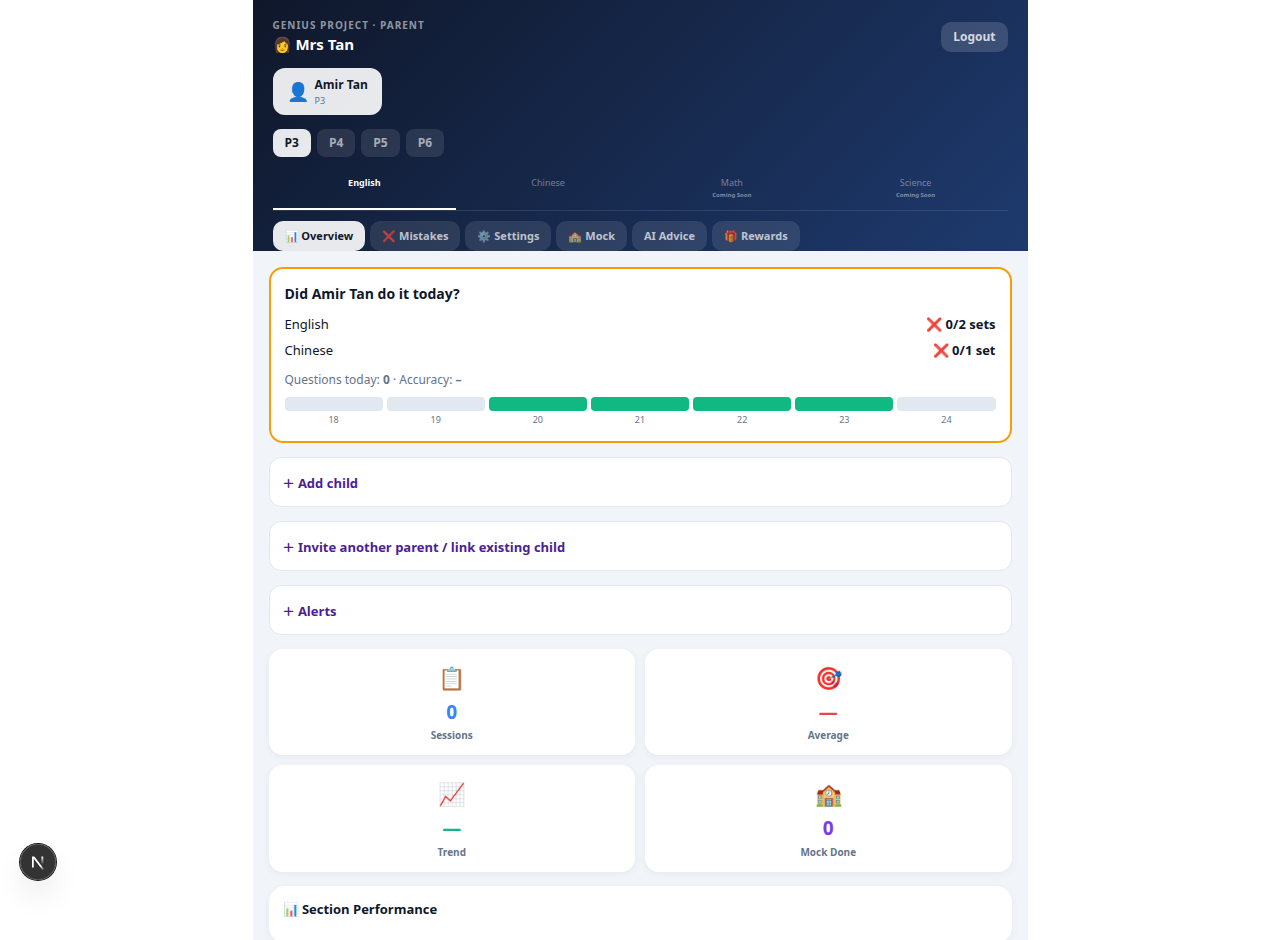 GENIUS PROJECT · PARENT
👩 Mrs Tan
Logout
👤 Amir Tan
P3
P3 P4 P5 P6
English Chinese Math Science
Coming Soon Coming Soon
📊 Overview ❌ Mistakes ⚙️ Settings 🏫 Mock AI Advice 🎁 Rewards
Did Amir Tan do it today?
English ❌ 0/2 sets
Chinese ❌ 0/1 set
Questions today: 0 · Accuracy: –
18 19 20 21 22 23 24
+ Add child
+ Invite another parent / link existing child
+ Alerts
0 —
Sessions Average
— 0
Trend Mock Done
N
📊 Section Performance